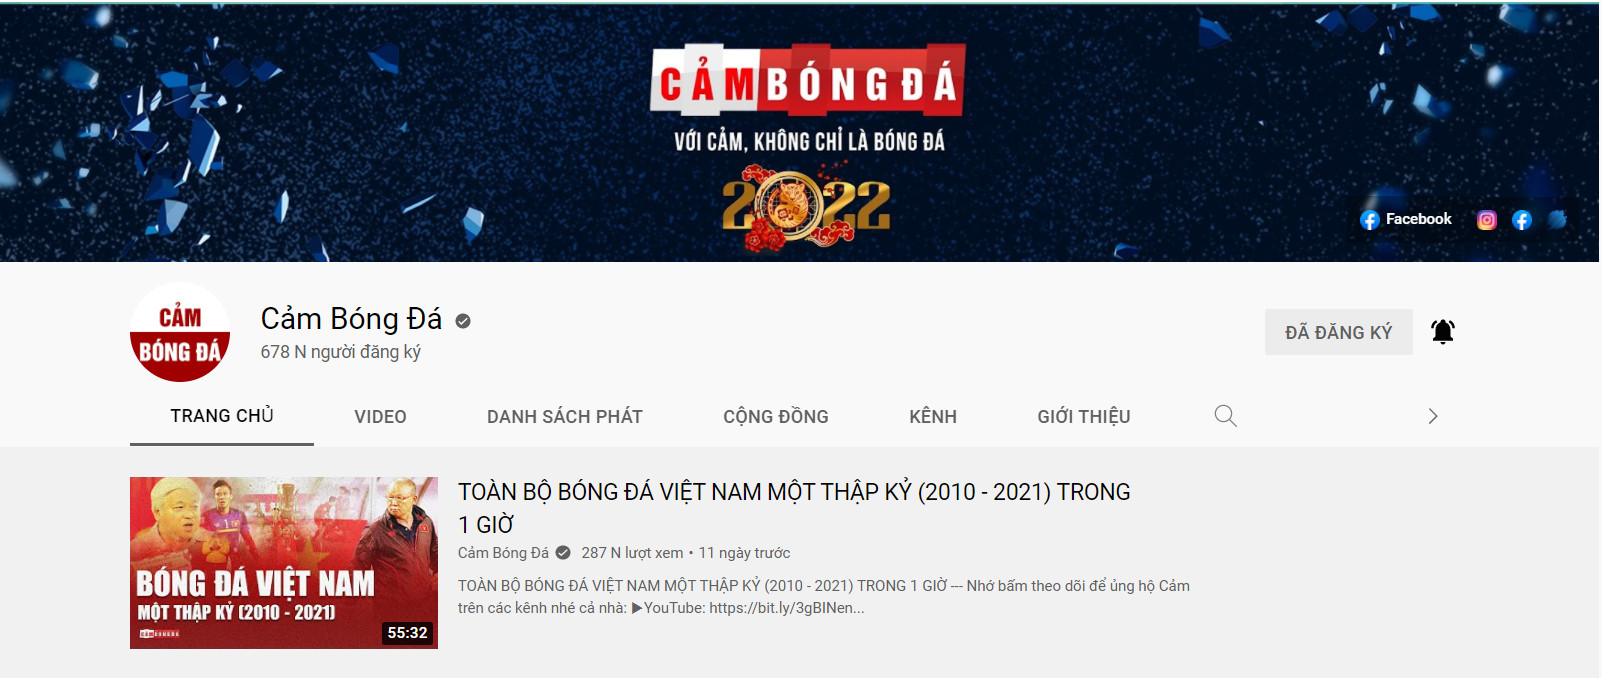 CẢM BÓNG ĐÁ
VỚI CẢM, KHÔNG CHỈ LÀ BÓNG ĐÁ
2022
Facebook
CẢM
BÓNG ĐÁ
Cảm Bóng Đá
678 N người đăng ký
ĐÃ ĐĂNG KÝ
TRANG CHỦ VIDEO DANH SÁCH PHÁT CỘNG ĐỒNG KÊNH GIỚI THIỆU
BÓNG ĐÁ VIỆT NAM
MỘT THẬP KỶ (2010 - 2021)
CẢM BÓNG ĐÁ
55:32
TOÀN BỘ BÓNG ĐÁ VIỆT NAM MỘT THẬP KỶ (2010 - 2021) TRONG
1 GIỜ
Cảm Bóng Đá 287 N lượt xem • 11 ngày trước
TOÀN BỘ BÓNG ĐÁ VIỆT NAM MỘT THẬP KỶ (2010 - 2021) TRONG 1 GIỜ --- Nhớ bấm theo dõi để ủng hộ Cảm
trên các kênh nhé cả nhà: ▶YouTube: https://bit.ly/3gBINen...